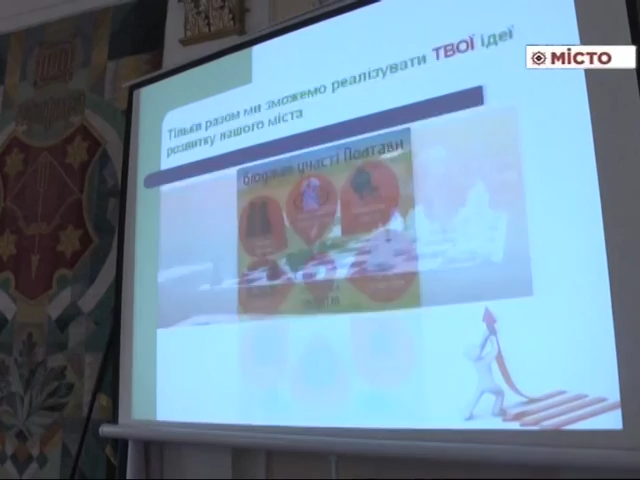 МІСТО
Тільки разом ми зможемо реалізувати ТВОЇ ідеї
розвитку нашого міста
бюджет участі Полтави